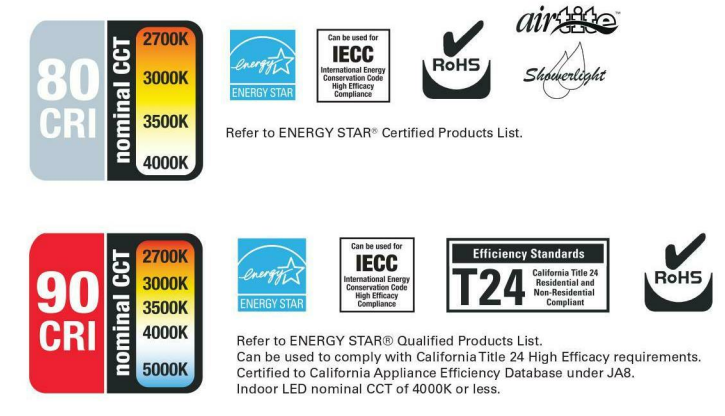 80
CRI
nominal CCT
2700K
3000K
3500K
4000K
energy
ENERGY STAR
Can be used for
IECC
International Energy
Conservation Code
High Efficacy
Compliance
RoHS
airtite™
Showerlight
Refer to ENERGY STAR® Certified Products List.
90
CRI
nominal CCT
2700K
3000K
3500K
4000K
5000K
energy
ENERGY STAR
Can be used for
IECC
International Energy
Conservation Code
High Efficacy
Compliance
Efficiency Standards
T24
California Title 24
Residential and
Non-Residential
Compliant
RoHS
Refer to ENERGY STAR® Qualified Products List.
Can be used to comply with California Title 24 High Efficacy requirements.
Certified to California Appliance Efficiency Database under JA8.
Indoor LED nominal CCT of 4000K or less.